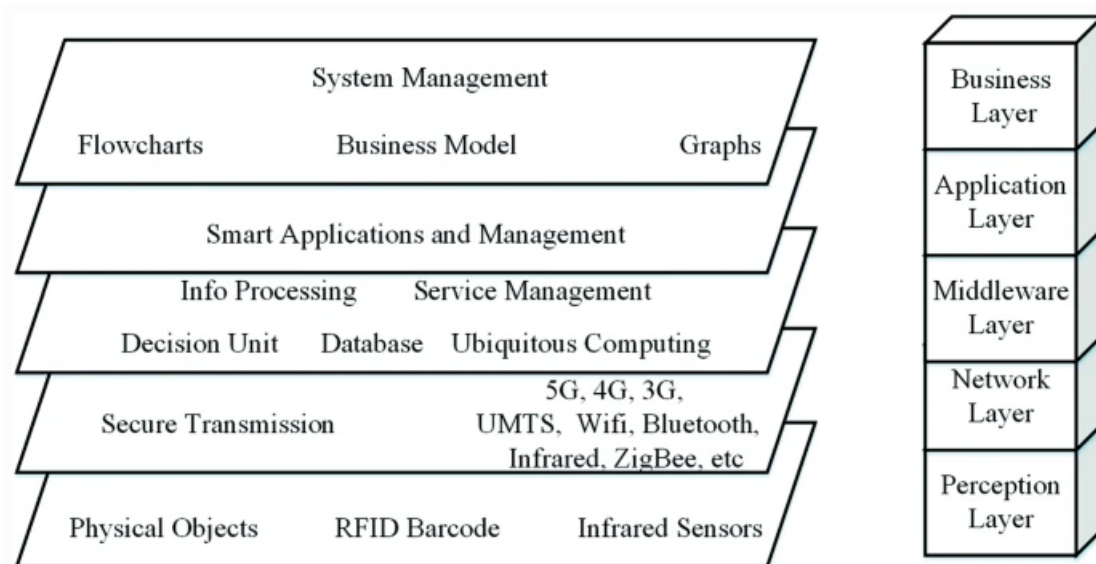 System Management
Flowcharts Business Model Graphs
Smart Applications and Management
Info Processing Service Management
Decision Unit Database Ubiquitous Computing
Secure Transmission
5G, 4G, 3G,
UMTS, Wifi, Bluetooth,
Infrared, ZigBee, etc
Physical Objects RFID Barcode Infrared Sensors
Business
Layer
Application
Layer
Middleware
Layer
Network
Layer
Perception
Layer